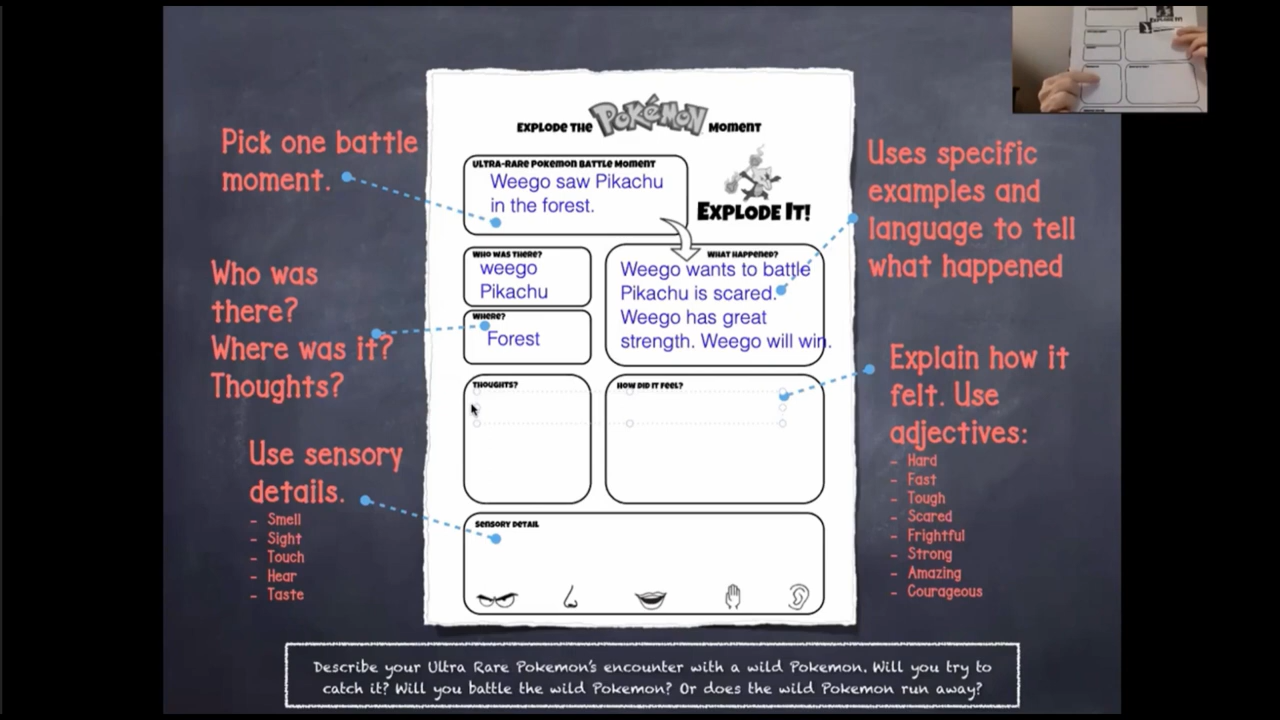 EXPLODE THE POKéMON MOMENT
Pick one battle
moment.
ULTRA-RARE POKEMON BATTLE MOMENT
Weego saw Pikachu
in the forest.
EXPLODE IT!
Uses specific
examples and
language to tell
what happened
Who was
there?
Where was it?
Thoughts?
WHO WAS THERE?
weego
Pikachu
WHERE?
Forest
WHAT HAPPENED?
Weego wants to battle
Pikachu is scared.
Weego has great
strength. Weego will win.
Explain how it
felt. Use
adjectives:
- Hard
- Fast
- Tough
- Scared
- Frightful
- Strong
- Amazing
- Courageous
THOUGHTS?
HOW DID IT FEEL?
Use sensory
details.
- Smell
- Sight
- Touch
- Hear
- Taste
SENSORY DETAIL
Describe your Ultra Rare Pokemon's encounter with a wild Pokemon. Will you try to
catch it? Will you battle the wild Pokemon? Or does the wild Pokemon run away?
EXPLODE IT!